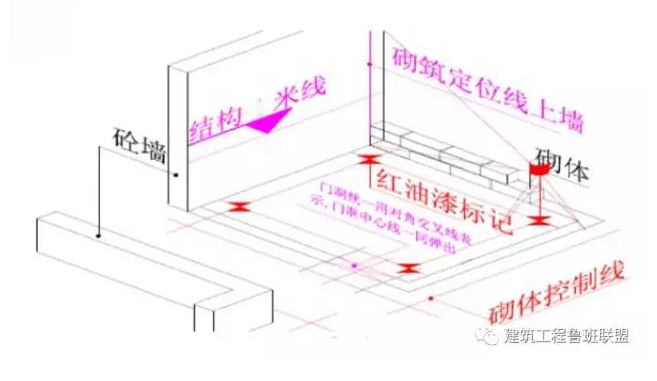 砌筑定位线上墙
结构一米线
砼墙
砌体
红油漆标记
门洞统一用对角交叉线表
示,门洞中心线一同弹出
砌体控制线
建筑工程鲁班联盟